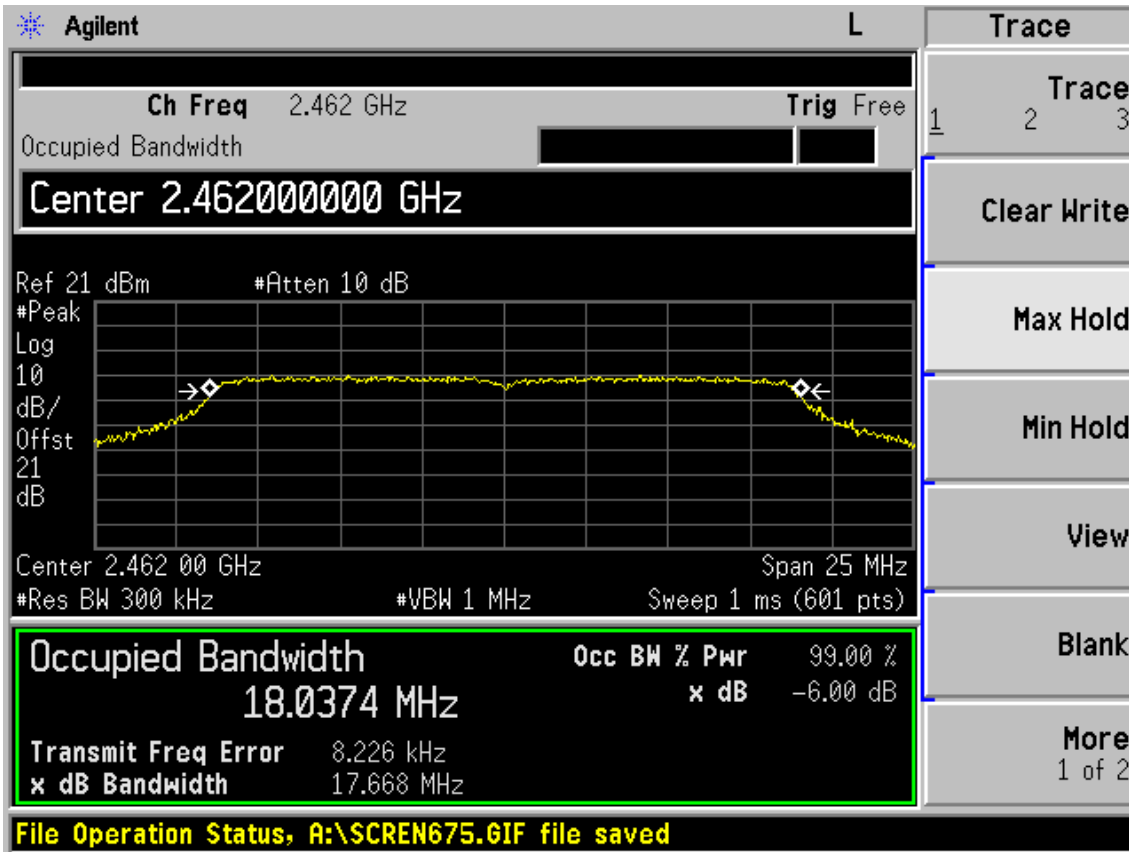 Agilent L Trace
Ch Freq 2.462 GHz Trig Free
Occupied Bandwidth
Center 2.462000000 GHz
Ref 21 dBm #Atten 10 dB
#Peak
Log
10
dB/
Offst
21
dB
Center 2.462 00 GHz Span 25 MHz
#Res BW 300 kHz #VBW 1 MHz Sweep 1 ms (601 pts)
Occupied Bandwidth Occ BW % Pwr 99.00 %
18.0374 MHz x dB -6.00 dB
Transmit Freq Error 8.226 kHz
x dB Bandwidth 17.668 MHz
File Operation Status, A:\SCREN675.GIF file saved
Trace
1 2 3
Clear Write
Max Hold
Min Hold
View
Blank
More
1 of 2